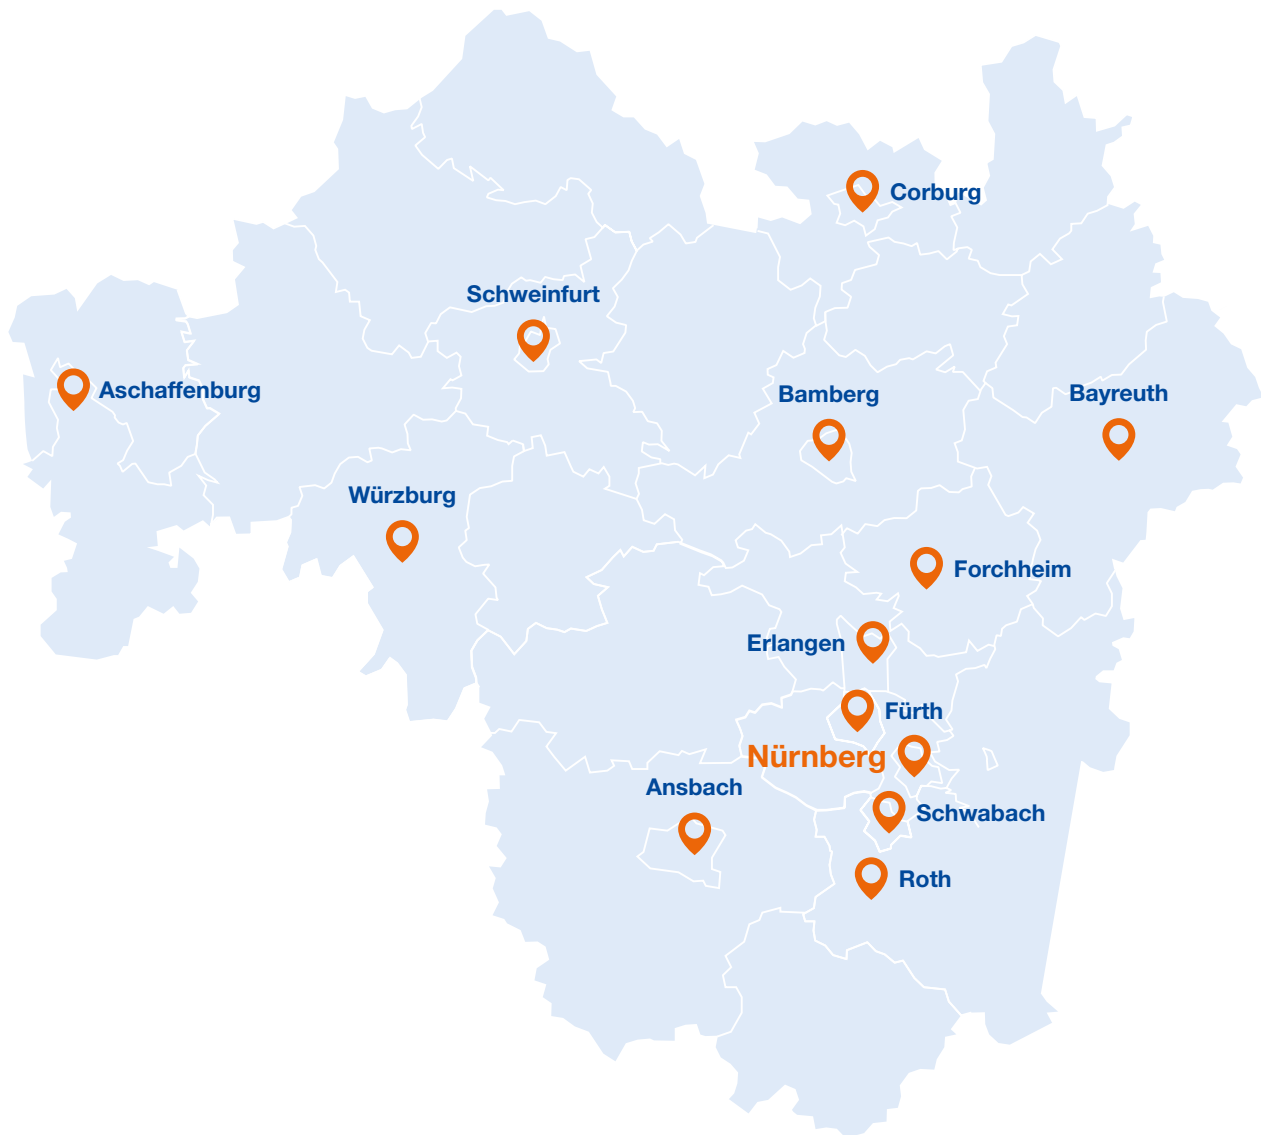 Corburg
Schweinfurt
Aschaffenburg
Bamberg
Bayreuth
Würzburg
Forchheim
Erlangen
Fürth
Nürnberg
Ansbach
Schwabach
Roth